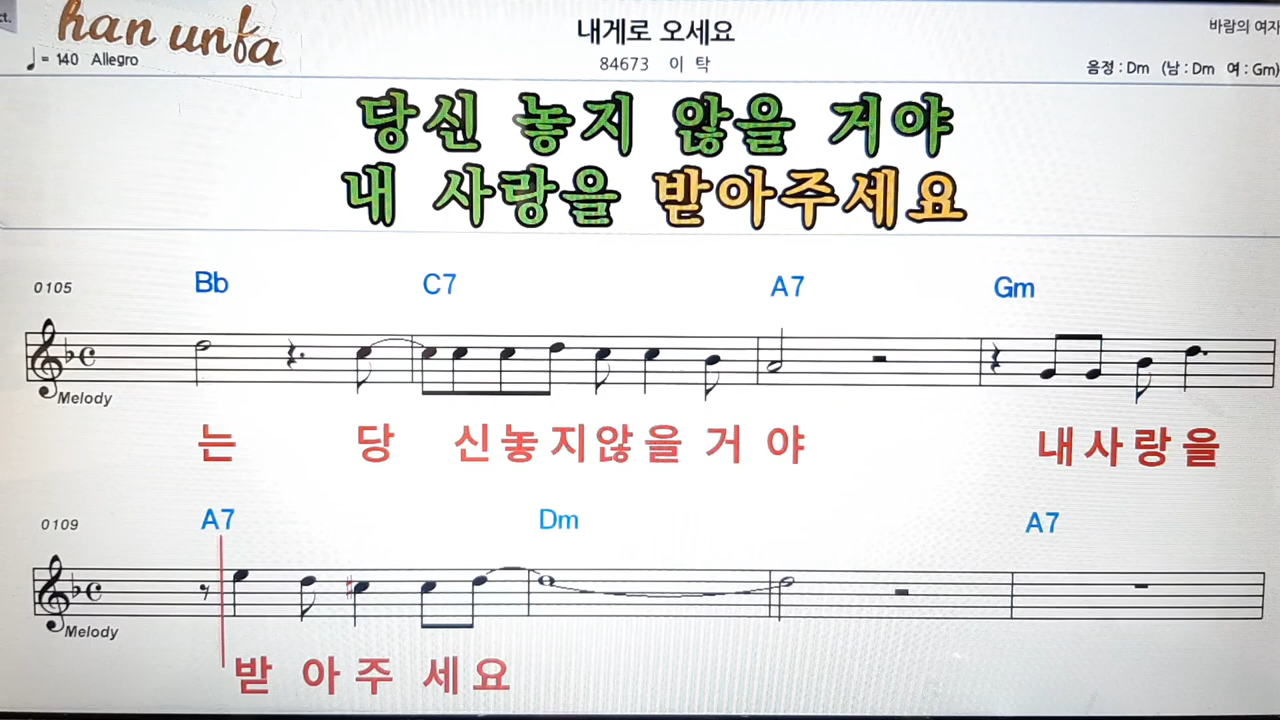 ct.
han unfa
내게로 오세요
바람의 여자
♩ = 140 Allegro
84673 이 탁
음정 : Dm (남 : Dm 여 : Gm)
당신 놓지 않을 거야
내 사랑을 받아주세요
0105 Bb C7 A7 Gm
Melody
는 당 신놓지않을 거 야 내사랑을
0109 A7 Dm A7
Melody
받 아 주 세 요